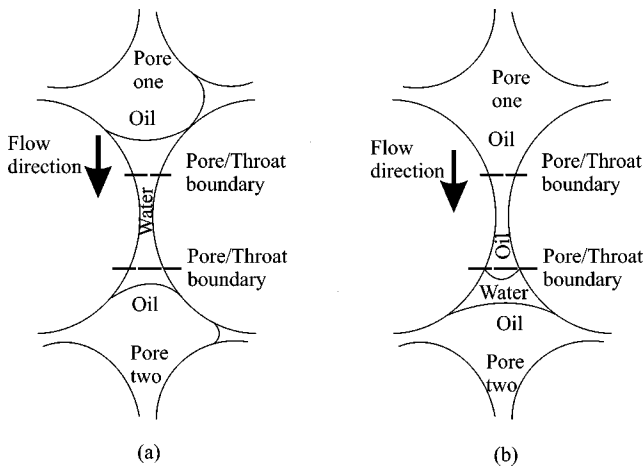 Pore
one
Oil
Flow
direction
Pore/Throat
boundary
Water
Pore/Throat
boundary
Oil
Pore
two
(a)
Pore
one
Oil
Flow
direction
Pore/Throat
boundary
Oil
Pore/Throat
boundary
Water
Oil
Pore
two
(b)